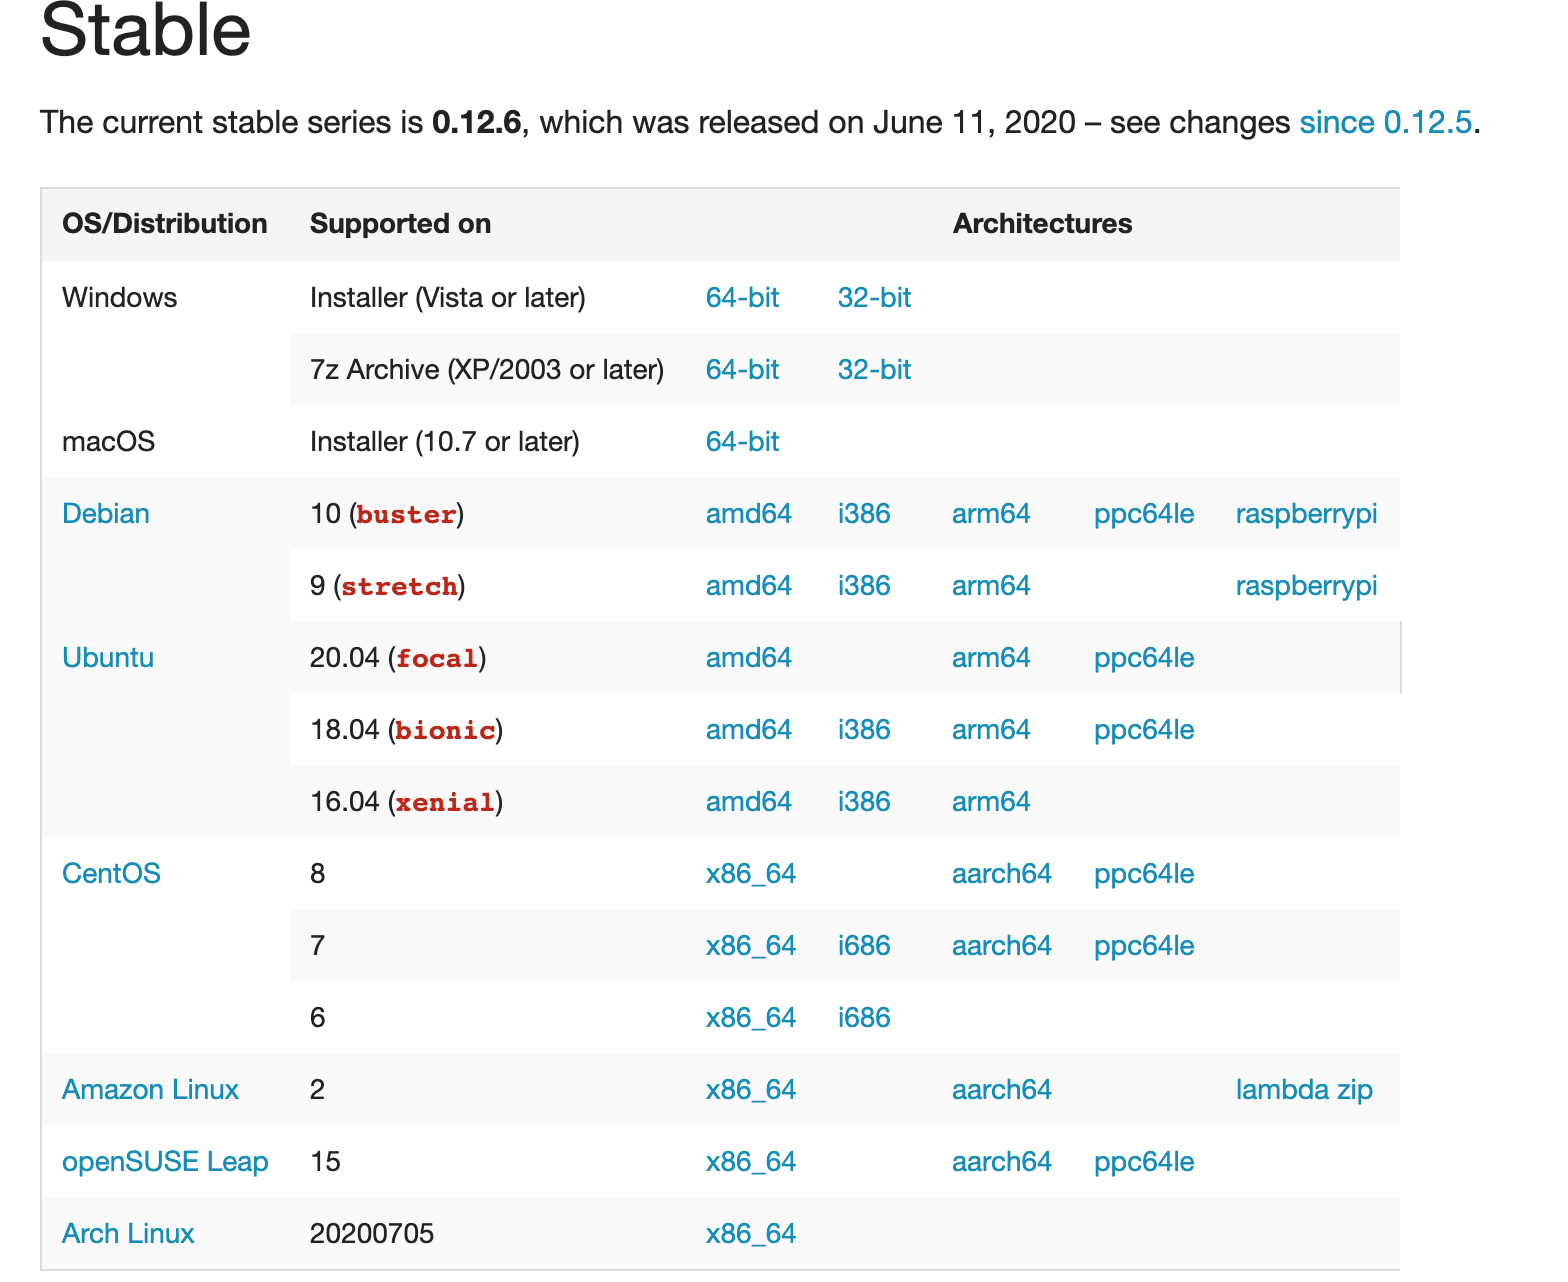 Stable
The current stable series is 0.12.6, which was released on June 11, 2020 – see changes since 0.12.5.
OS/Distribution Supported on Architectures
Windows Installer (Vista or later) 64-bit 32-bit
7z Archive (XP/2003 or later) 64-bit 32-bit
macOS Installer (10.7 or later) 64-bit
Debian 10 (buster) amd64 i386 arm64 ppc64le raspberrypi
9 (stretch) amd64 i386 arm64 raspberrypi
Ubuntu 20.04 (focal) amd64 arm64 ppc64le
18.04 (bionic) amd64 i386 arm64 ppc64le
16.04 (xenial) amd64 i386 arm64
CentOS 8 x86_64 aarch64 ppc64le
7 x86_64 i686 aarch64 ppc64le
6 x86_64 i686
Amazon Linux 2 x86_64 aarch64 lambda zip
openSUSE Leap 15 x86_64 aarch64 ppc64le
Arch Linux 20200705 x86_64